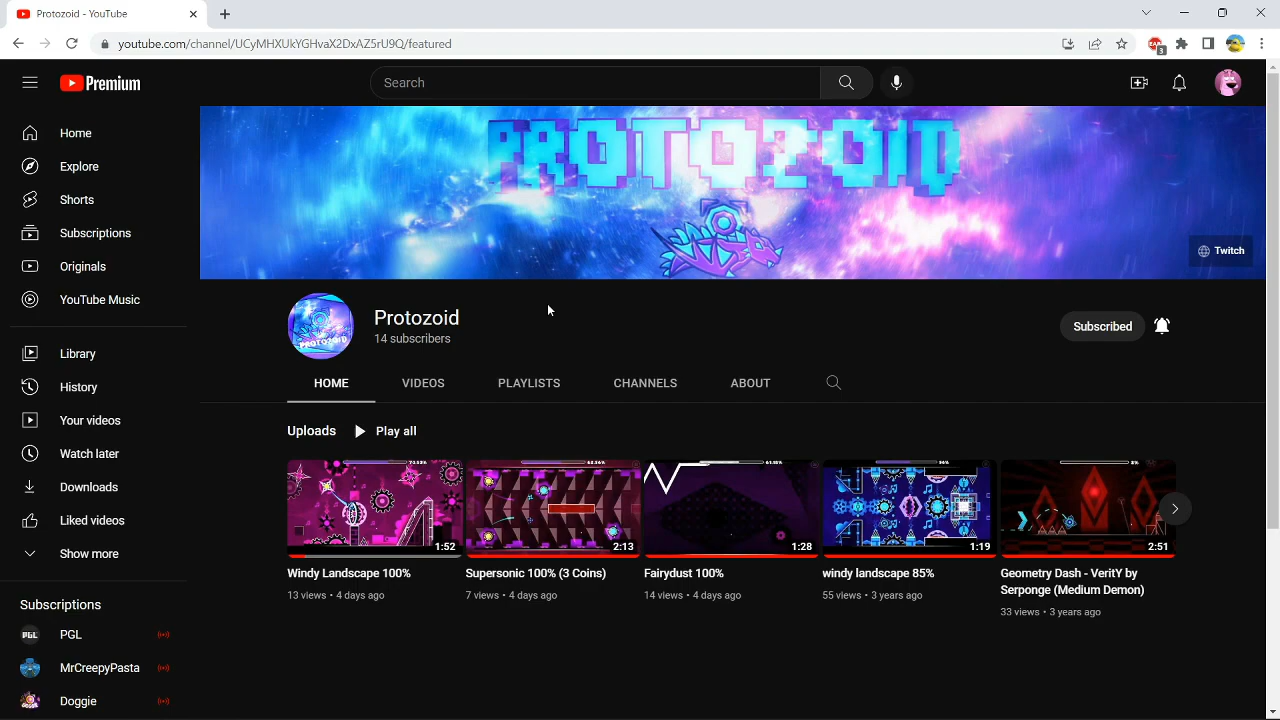 Protozoid - YouTube
youtube.com/channel/UCyMHXUkYGHvaX2DxAZ5rU9Q/featured
3
Premium
Search
Home
Explore
Shorts
Subscriptions
Originals
YouTube Music
Library
History
Your videos
Watch later
Downloads
Liked videos
Show more
Subscriptions
PGL
PGL
MrCreepyPasta
Doggie
PROTOZOID
Twitch
PROTOZOID
Protozoid
14 subscribers
Subscribed
HOME VIDEOS PLAYLISTS CHANNELS ABOUT
Uploads Play all
1:52
2:13
1:28
1:19
2:51
Windy Landscape 100%
13 views • 4 days ago
Supersonic 100% (3 Coins)
7 views • 4 days ago
Fairydust 100%
14 views • 4 days ago
windy landscape 85%
55 views • 3 years ago
Geometry Dash - VeritY by
Serponge (Medium Demon)
33 views • 3 years ago